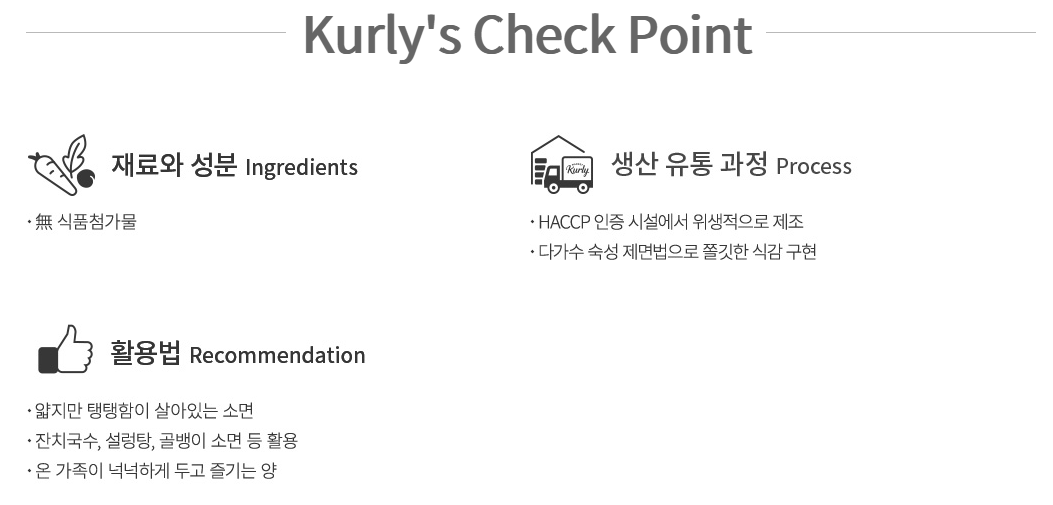 Kurly's Check Point
재료와 성분 Ingredients
· 無 식품첨가물
Kurly
생산 유통 과정 Process
· HACCP 인증 시설에서 위생적으로 제조
· 다가수 숙성 제면법으로 쫄깃한 식감 구현
활용법 Recommendation
· 얇지만 탱탱함이 살아있는 소면
· 잔치국수, 설렁탕, 골뱅이 소면 등 활용
· 온 가족이 넉넉하게 두고 즐기는 양